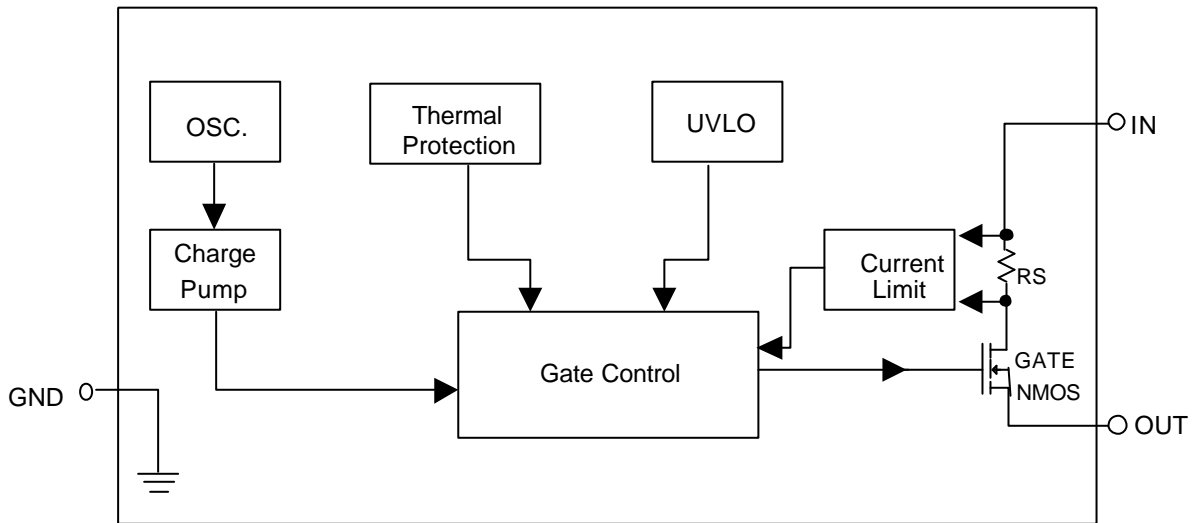 OSC.
Thermal
Protection
UVLO
IN
Charge
Pump
Current
Limit
RS
Gate Control
GATE
NMOS
GND
OUT